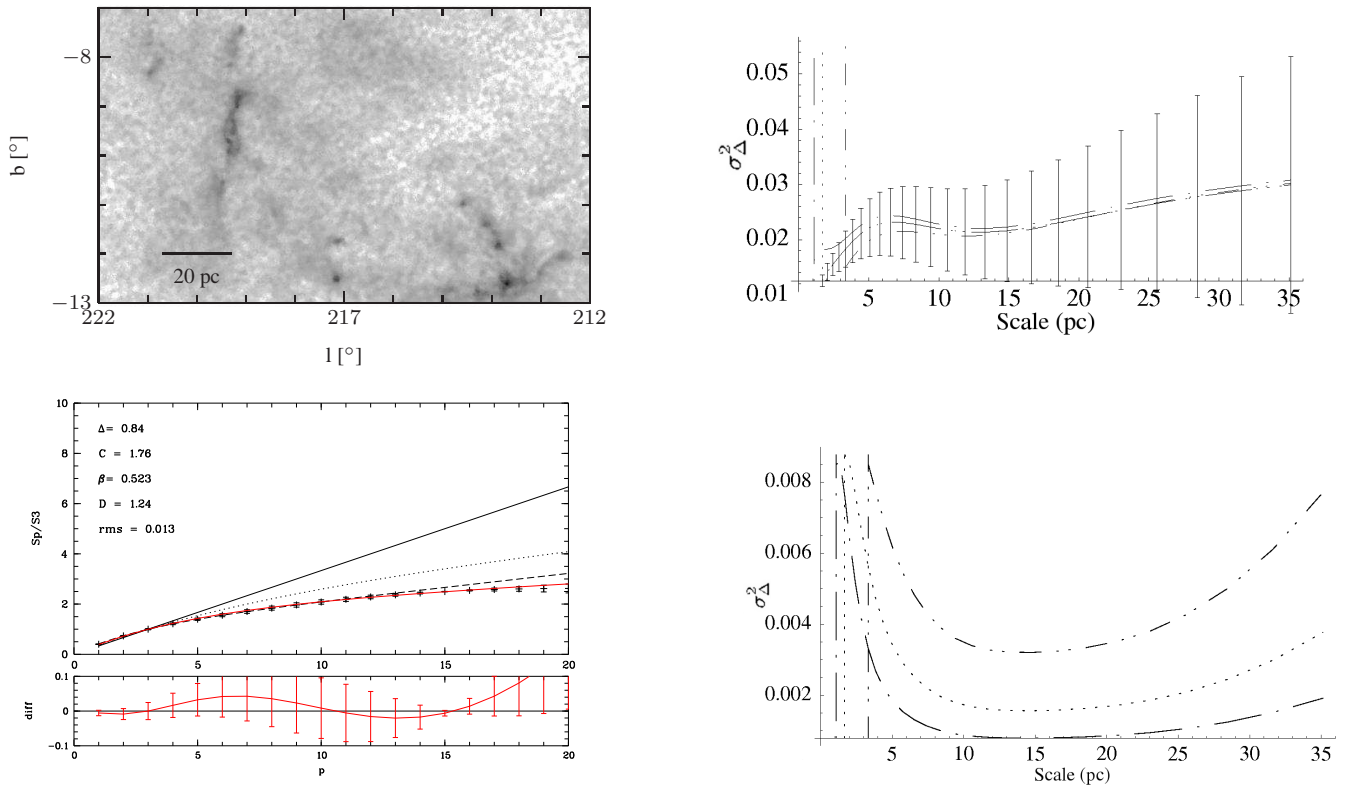 b [°]
−8
−13
20 pc
222
217
212
l [°]
σ²Δ
0.05
0.04
0.03
0.02
0.01
5 10 15 20 25 30 35
Scale (pc)
Sp/S3
10
8
6
4
2
0
Δ= 0.84
C = 1.76
β= 0.523
D = 1.24
rms = 0.013
0 5 10 15 20
diff
0.1
0
−0.1
0 5 10 15 20
p
σ²Δ
0.008
0.006
0.004
0.002
5 10 15 20 25 30 35
Scale (pc)